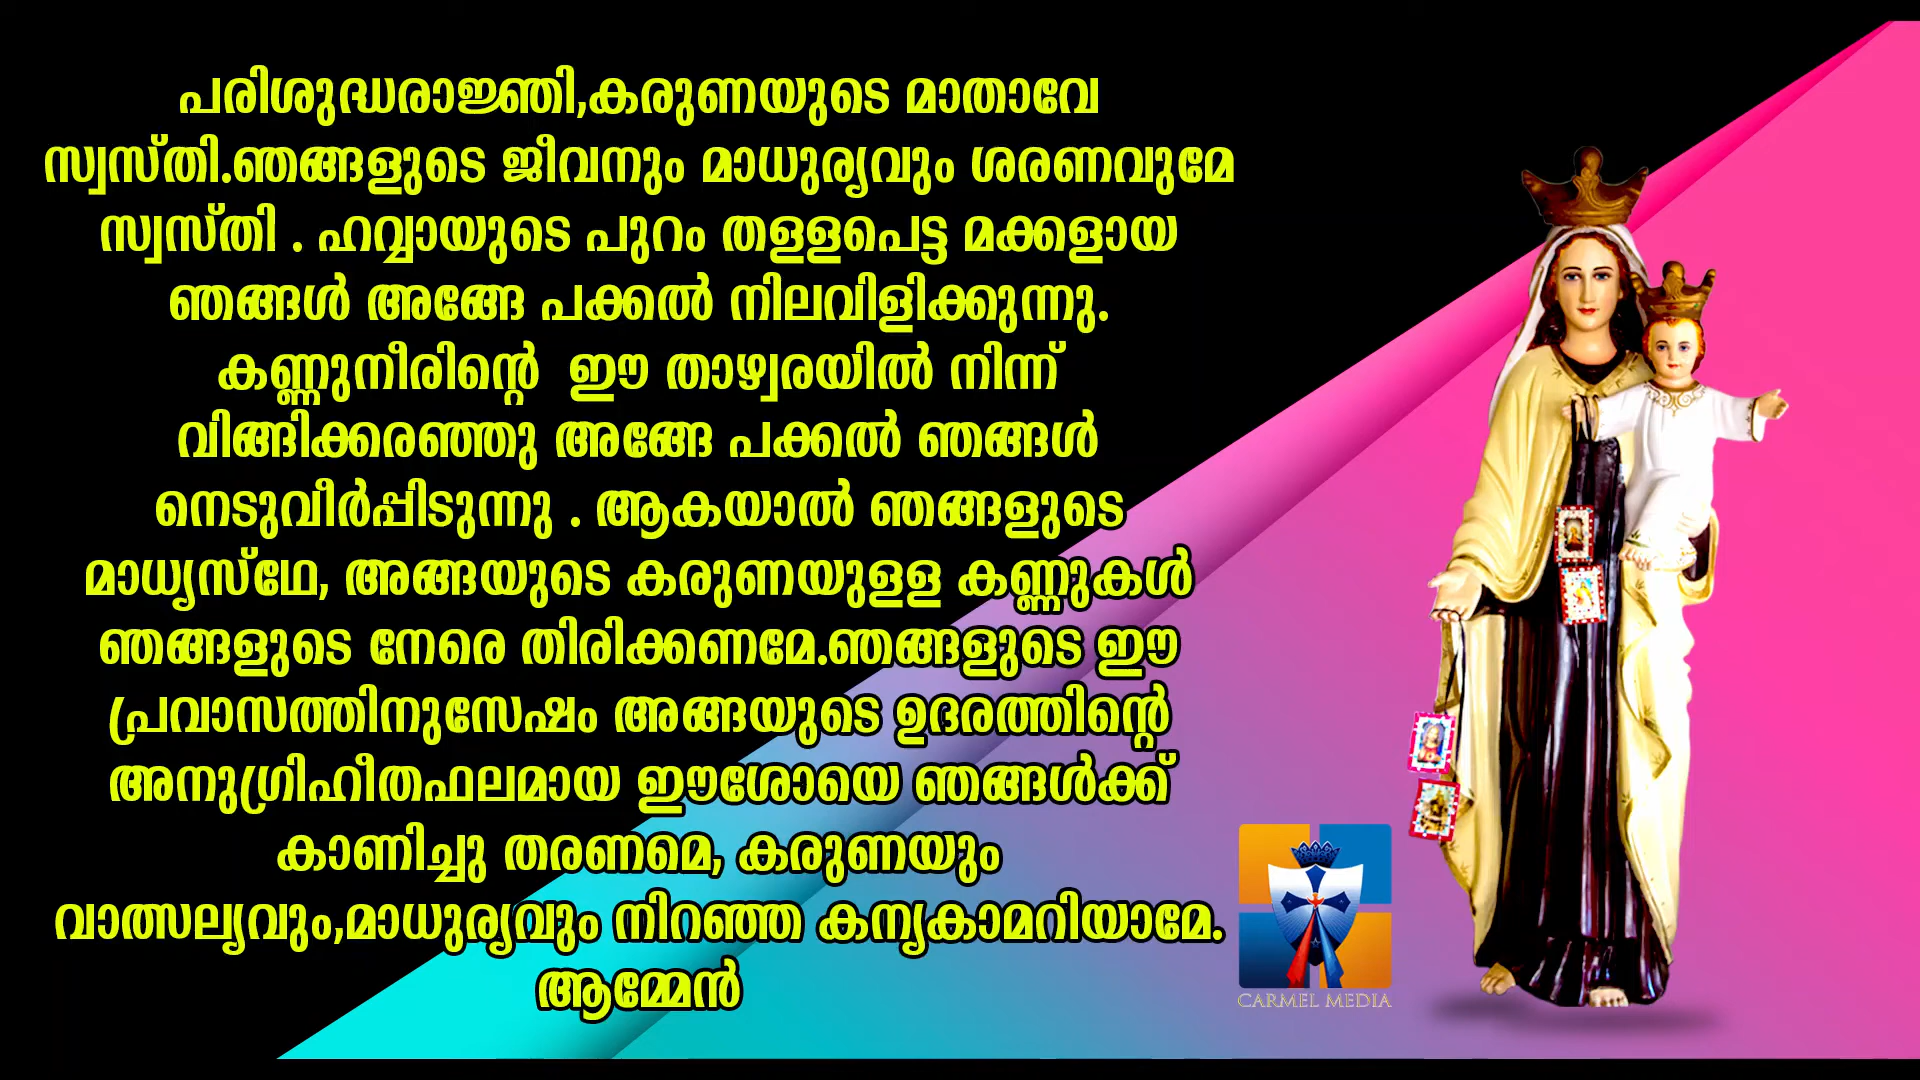 പരിശുദ്ധരാജ്ഞി,കരുണയുടെ മാതാവേ
സ്വസ്തി.ഞങ്ങളുടെ ജീവനും മാധുര്യവും ശരണവുമേ
സ്വസ്തി . ഹവ്വായുടെ പുറം തളളപെട്ട മക്കളായ
ഞങ്ങൾ അങ്ങേ പക്കൽ നിലവിളിക്കുന്നു.
കണ്ണുനീരിന്റെ ഈ താഴ്വരയിൽ നിന്ന്
വിങ്ങിക്കരഞ്ഞു അങ്ങേ പക്കൽ ഞങ്ങൾ
നെടുവീർപ്പിടുന്നു . ആകയാൽ ഞങ്ങളുടെ
മാധ്യസ്ഥേ, അങ്ങയുടെ കരുണയുളള കണ്ണുകൾ
ഞങ്ങളുടെ നേരെ തിരിക്കണമേ.ഞങ്ങളുടെ ഈ
പ്രവാസത്തിനുസേഷം അങ്ങയുടെ ഉദരത്തിന്റെ
അനുഗ്രിഹീതഫലമായ ഈശോയെ ഞങ്ങൾക്ക്
കാണിച്ചു തരണമെ, കരുണയും
വാത്സല്യവും,മാധുര്യവും നിറഞ്ഞ കന്യകാമറിയാമേ.
ആമ്മേൻ
CARMEL MEDIA